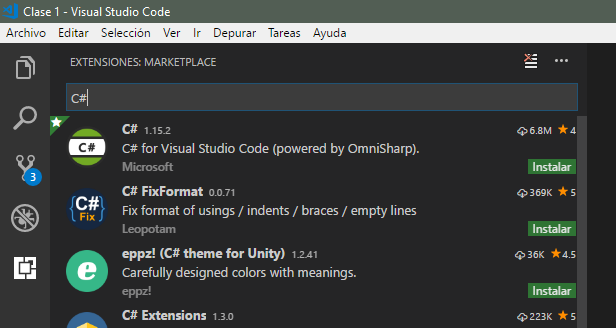 Clase 1 - Visual Studio Code
Archivo Editar Selección Ver Ir Depurar Tareas Ayuda
EXTENSIONES: MARKETPLACE
C#
C# 1.15.2 6.8M 4
C# for Visual Studio Code (powered by OmniSharp).
Microsoft Instalar
C# FixFormat 0.0.71 369K 5
Fix format of usings / indents / braces / empty lines
Leopotam Instalar
eppz! (C# theme for Unity) 1.2.41 36K 4.5
Carefully designed colors with meanings.
eppz! Instalar
C# Extensions 1.3.0 223K 5
3
C#
{C#}
Fix
e